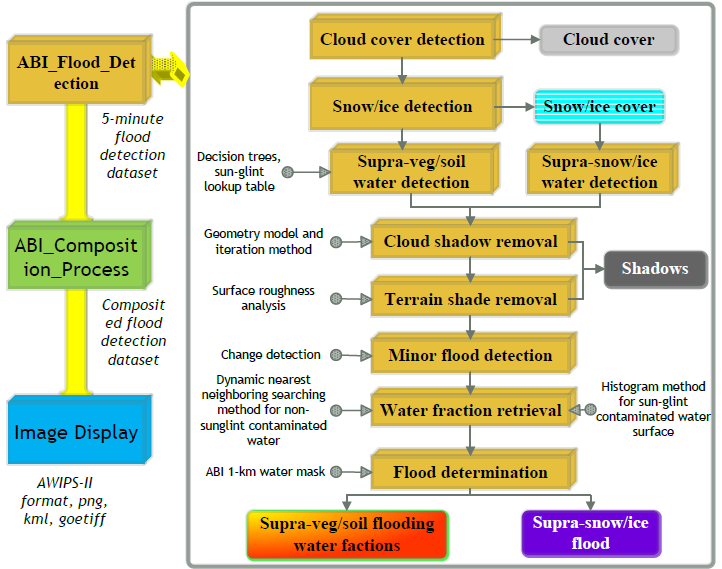 ABI_Flood_Det
ection
5-minute
flood
detection
dataset
ABI_Composit
ion_Process
Composit
ed flood
detection
dataset
Image Display
AWIPS-II
format, png,
kml, goetiff
Cloud cover detection
Cloud cover
Snow/ice detection
Snow/ice cover
Decision trees,
sun-glint
lookup table
Supra-veg/soil
water detection
Supra-snow/ice
water detection
Geometry model and
iteration method
Cloud shadow removal
Shadows
Surface roughness
analysis
Terrain shade removal
Change detection
Minor flood detection
Dynamic nearest
neighboring searching
method for non-
sunglint contaminated
water
Water fraction retrieval
Histogram method
for sun-glint
contaminated water
surface
ABI 1-km water mask
Flood determination
Supra-veg/soil flooding
water factions
Supra-snow/ice
flood